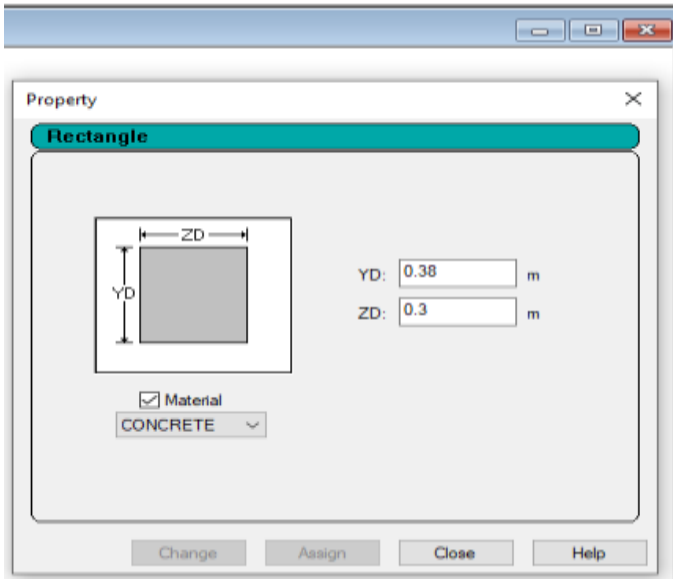 Property
Rectangle
ZD
YD
YD: 0.38 m
ZD: 0.3 m
Material
CONCRETE
Change Assign Close Help